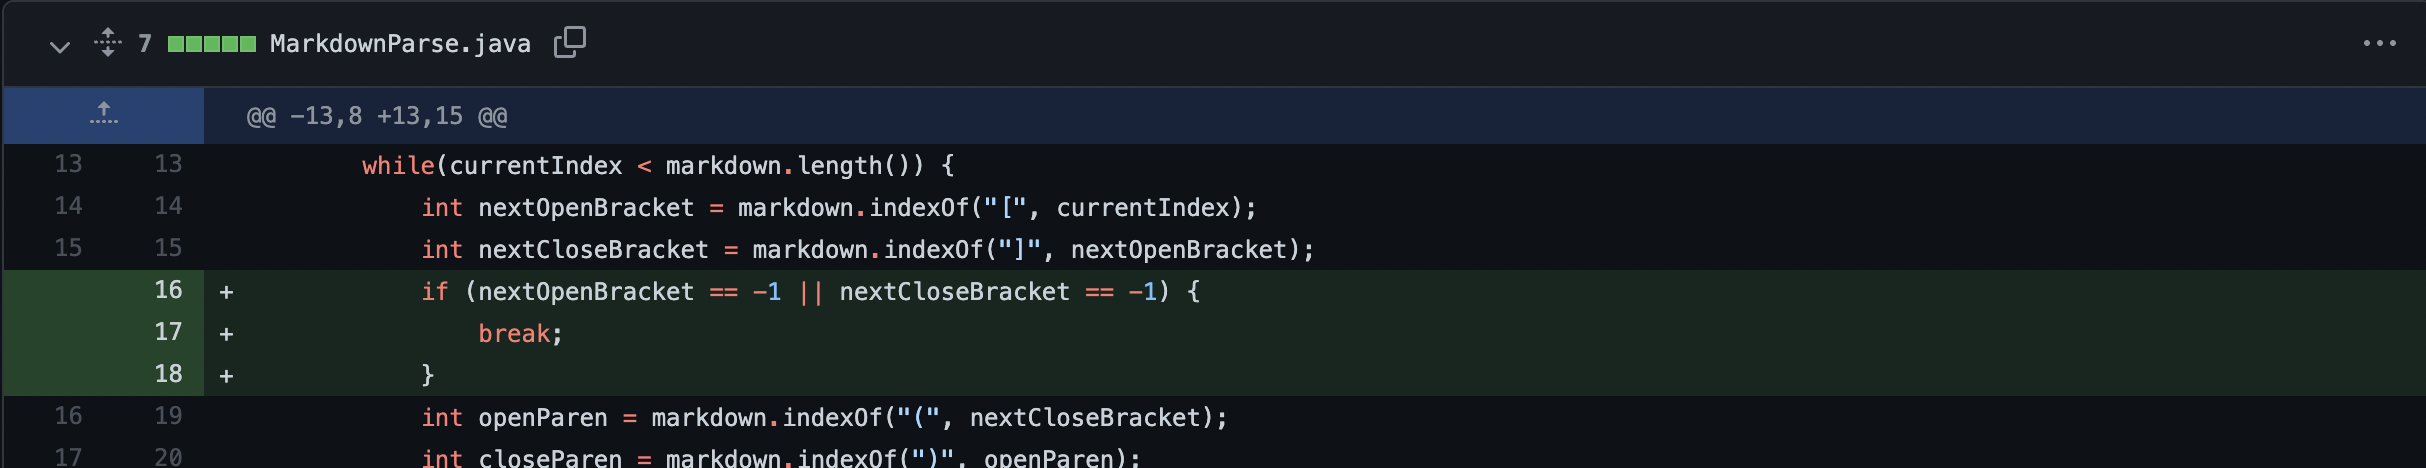 7 MarkdownParse.java
@@ -13,8 +13,15 @@
13 13 while(currentIndex < markdown.length()) {
14 14 int nextOpenBracket = markdown.indexOf("[", currentIndex);
15 15 int nextCloseBracket = markdown.indexOf("]", nextOpenBracket);
16 + if (nextOpenBracket == -1 || nextCloseBracket == -1) {
17 + break;
18 + }
16 19 int openParen = markdown.indexOf("(", nextCloseBracket);
17 20 int closeParen = markdown.indexOf(")", openParen);